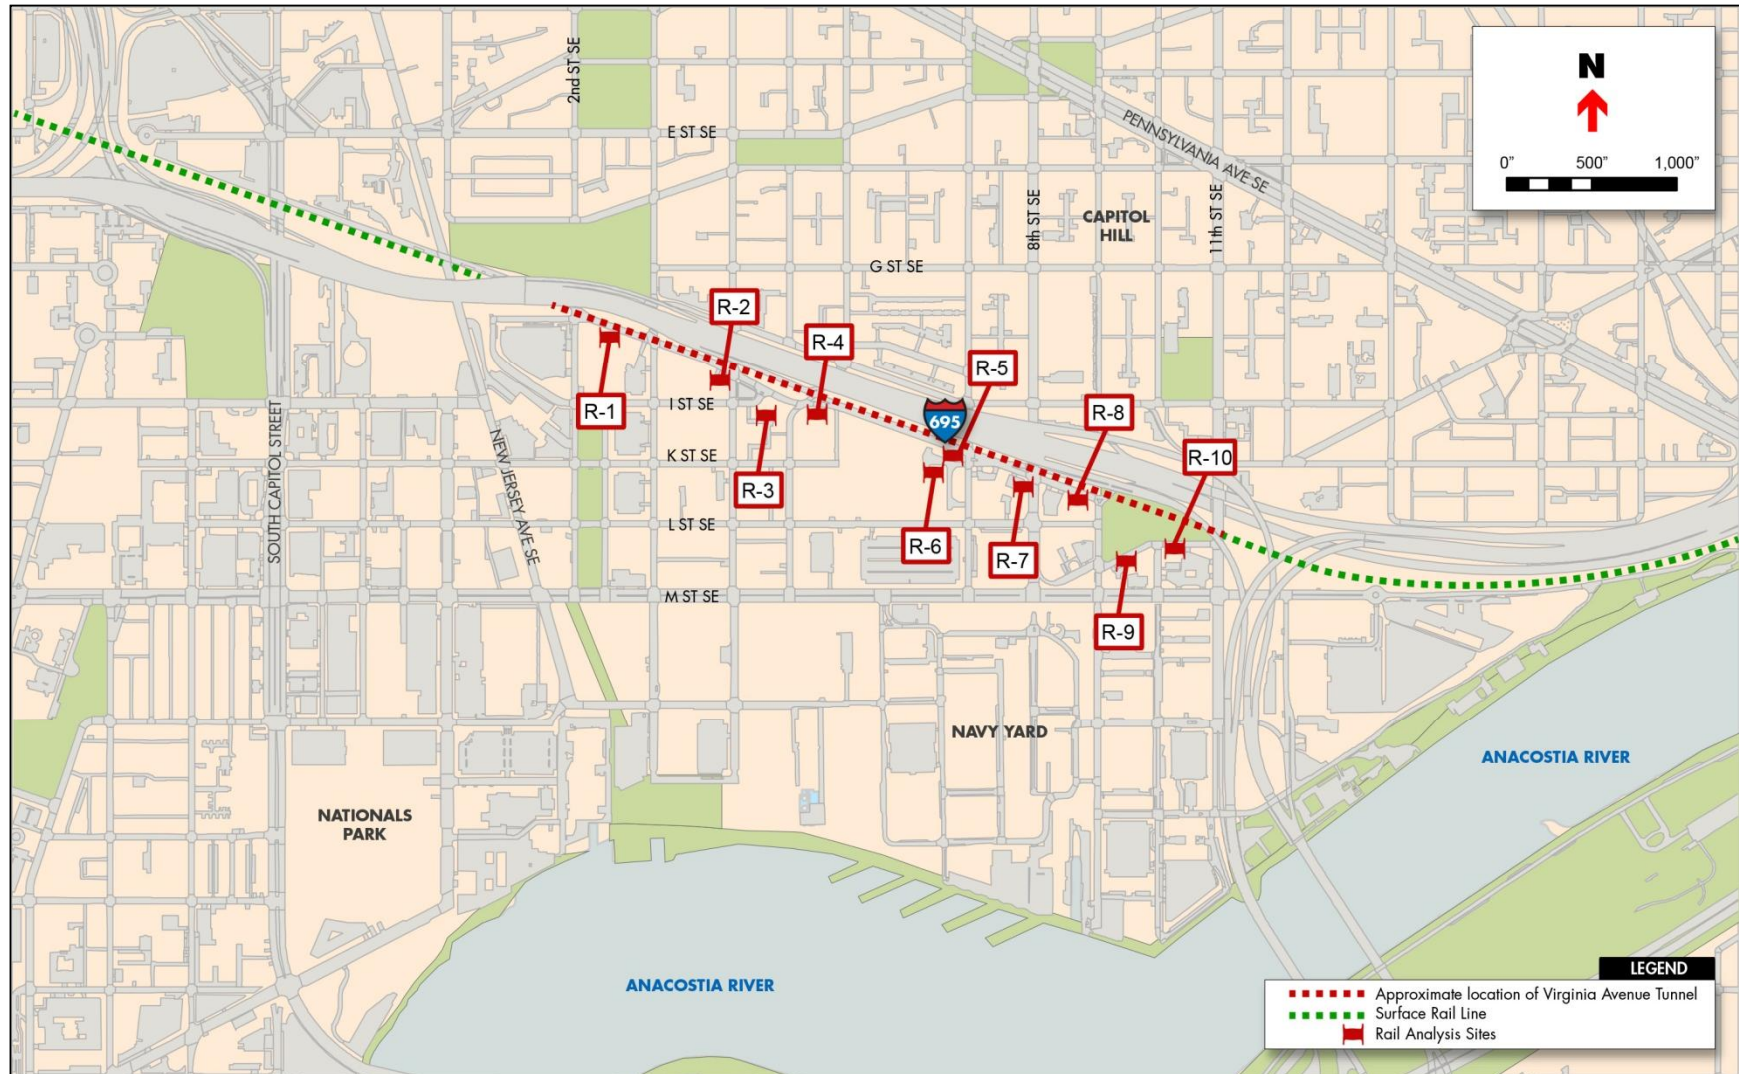 N
0" 500" 1,000"
2nd ST SE
E ST SE
PENNSYLVANIA AVE SE
8th ST SE
CAPITOL
HILL
11th ST SE
G ST SE
R-2
R-4
R-5
R-1
I ST SE
695
R-8
SOUTH CAPITOL STREET
NEW JERSEY AVE SE
K ST SE
R-3
R-10
L ST SE
R-6
R-7
M ST SE
R-9
NAVY YARD
ANACOSTIA RIVER
NATIONALS
PARK
ANACOSTIA RIVER
LEGEND
Approximate location of Virginia Avenue Tunnel
Surface Rail Line
Rail Analysis Sites